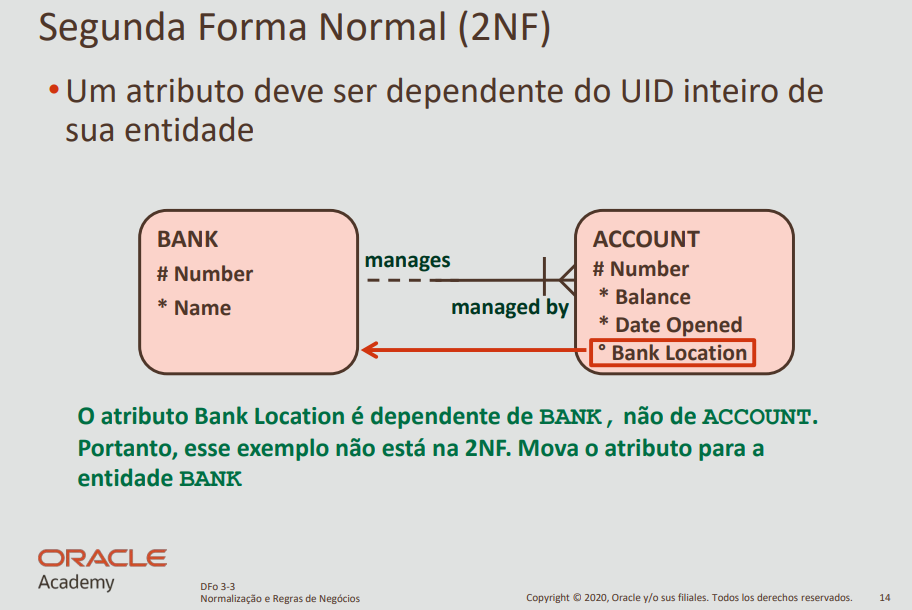 Segunda Forma Normal (2NF)
• Um atributo deve ser dependente do UID inteiro de
sua entidade
BANK
# Number
* Name
manages
managed by
ACCOUNT
# Number
* Balance
* Date Opened
° Bank Location
O atributo Bank Location é dependente de BANK, não de ACCOUNT.
Portanto, esse exemplo não está na 2NF. Mova o atributo para a
entidade BANK
ORACLE
Academy
DFo 3-3
Normalização e Regras de Negócios
Copyright © 2020, Oracle y/o sus filiales. Todos los derechos reservados.
14